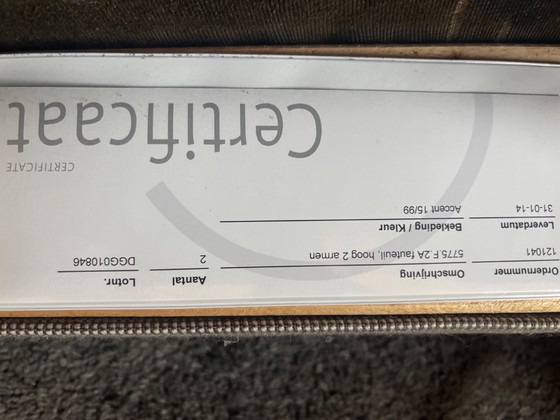 Ordernummer Omschrijving Aantal Lotnr.
121041 5775.F.2A fauteuil, hoog 2 armen 2 DGG010846
Leverdatum Bekleding / Kleur
31-01-14 Accent 15/99
CERTIFICATE
Certificaat